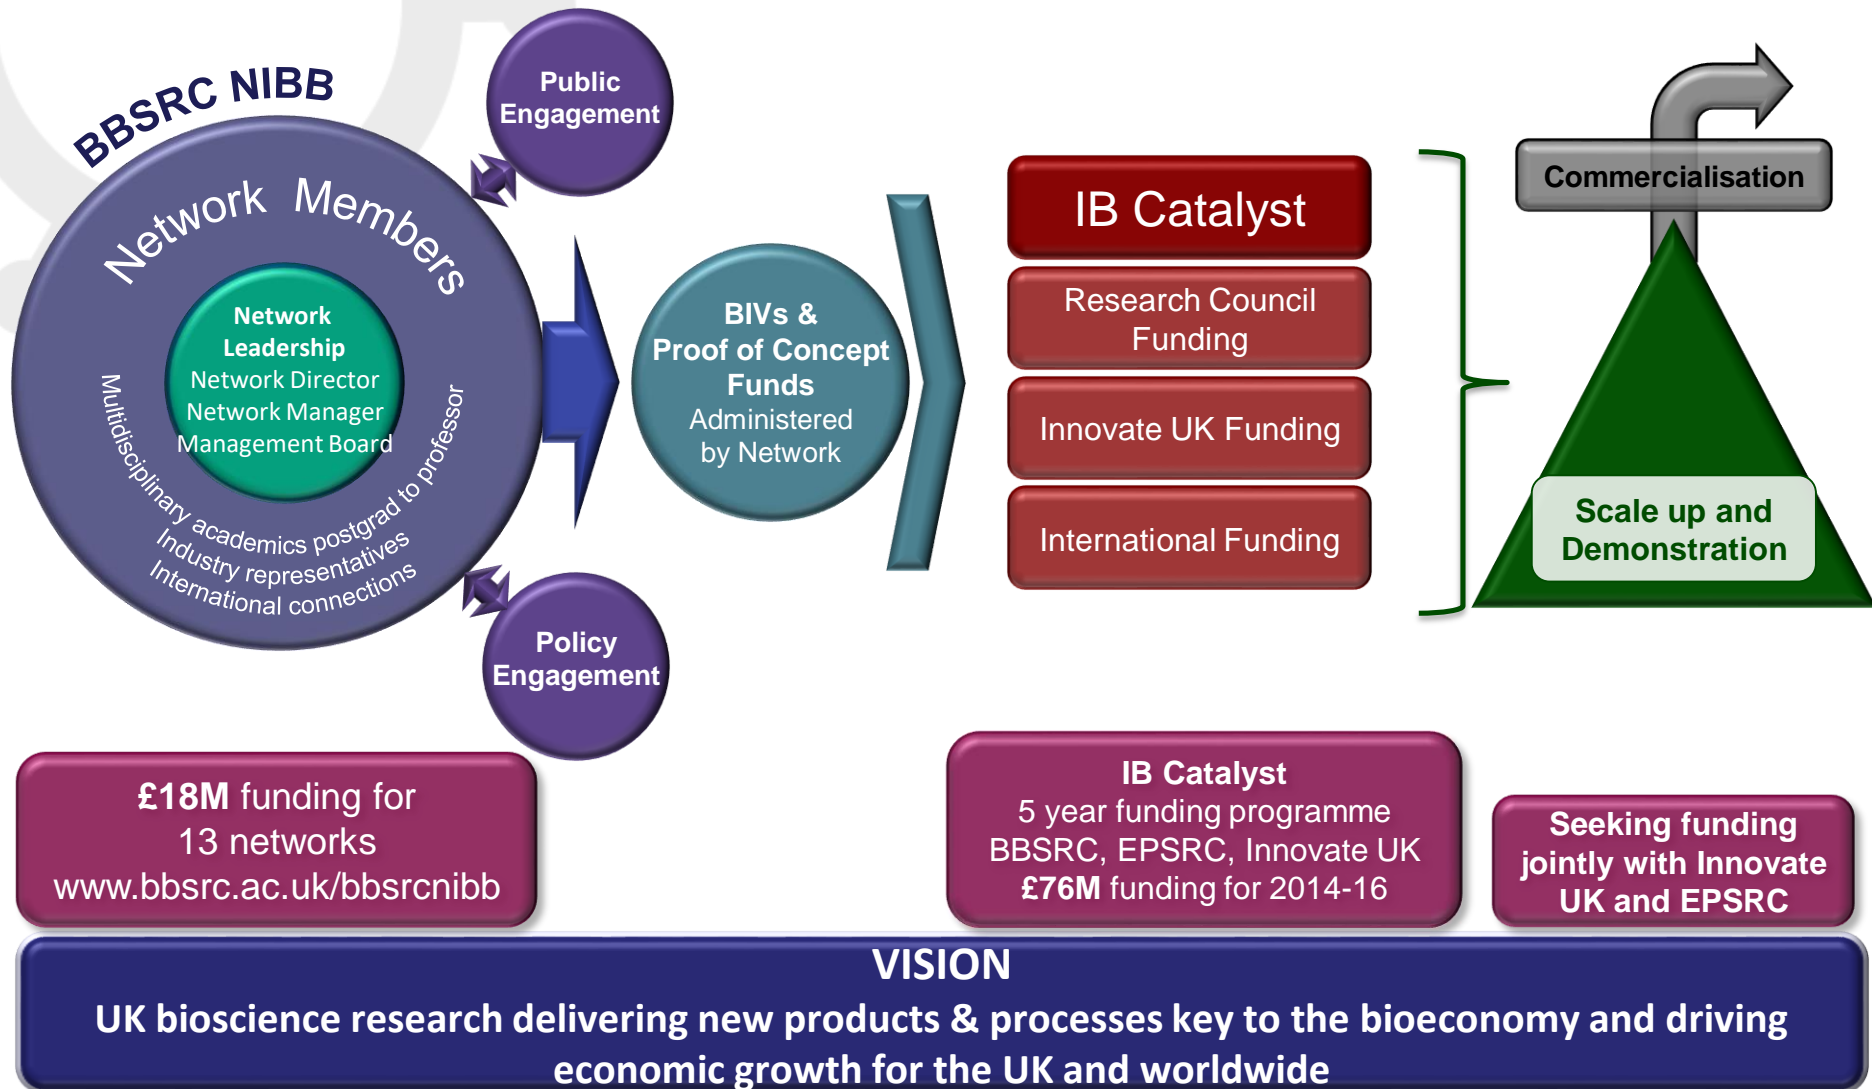 BBSRC NIBB
Network Members
Network
Leadership
Network Director
Network Manager
Management Board
Multidisciplinary academics postgrad to professor
Industry representatives
International connections
Public
Engagement
Policy
Engagement
BIVs &
Proof of Concept
Funds
Administered
by Network
IB Catalyst
Research Council
Funding
Innovate UK Funding
International Funding
Commercialisation
Scale up and
Demonstration
£18M funding for
13 networks
www.bbsrc.ac.uk/bbsrcnibb
IB Catalyst
5 year funding programme
BBSRC, EPSRC, Innovate UK
£76M funding for 2014-16
Seeking funding
jointly with Innovate
UK and EPSRC
VISION
UK bioscience research delivering new products & processes key to the bioeconomy and driving
economic growth for the UK and worldwide